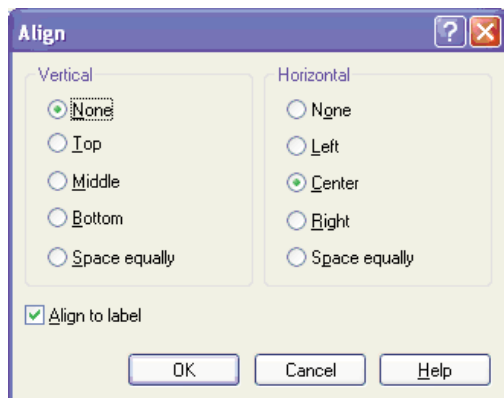 Align
Vertical
None
Top
Middle
Bottom
Space equally
Horizontal
None
Left
Center
Right
Space equally
Align to label
OK Cancel Help